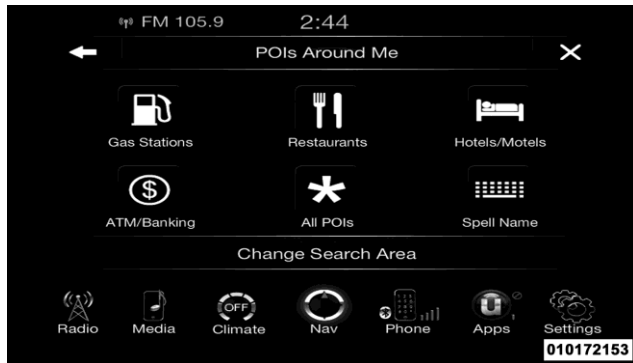 FM 105.9 2:44
POIs Around Me
Gas Stations Restaurants Hotels/Motels
$
ATM/Banking All POIs Spell Name
Change Search Area
OFF
Radio Media Climate Nav Phone Apps Settings
010172153